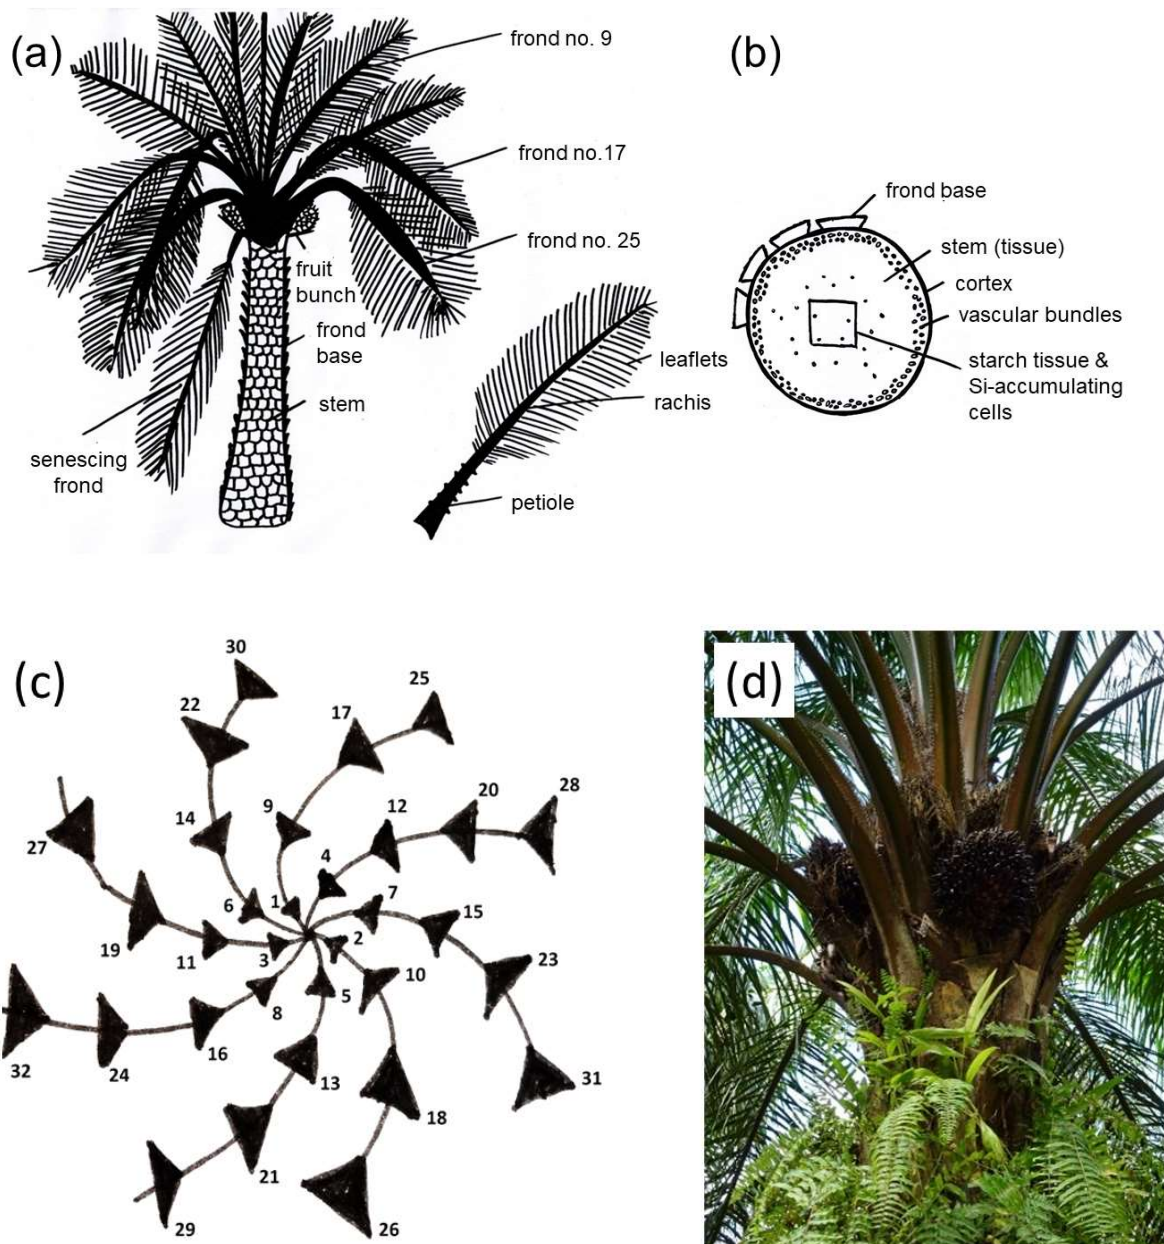 (a)
frond no. 9
frond no.17
frond no. 25
fruit
bunch
frond
base
stem
senescing
frond
leaflets
rachis
petiole
(b)
frond base
stem (tissue)
cortex
vascular bundles
starch tissue &
Si-accumulating
cells
(c)
30
25
22
17
28
20
12
9
14
27
4
7
1
6
15
2
19
11
3
10
23
5
8
16
32
24
13
31
18
21
29
26
(d)